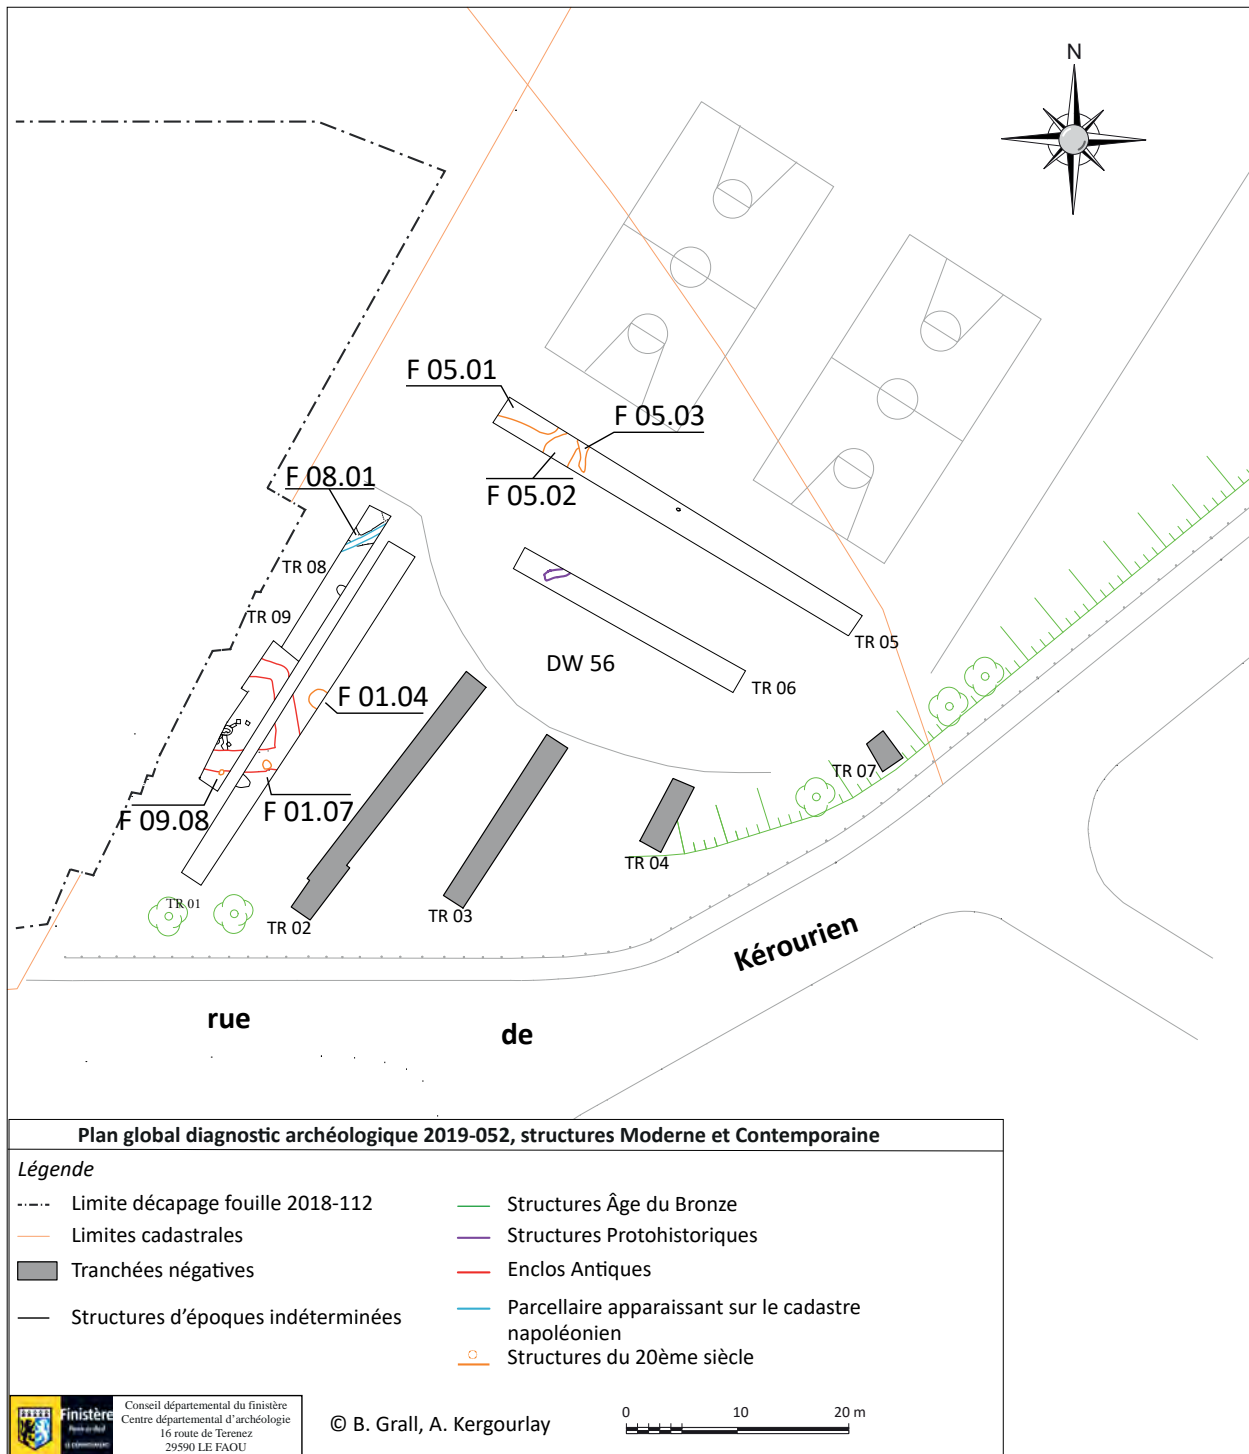 N
F 05.01
F 05.03
F 08.01
F 05.02
TR 08
TR 09
TR 05
DW 56
TR 06
F 01.04
TR 07
F 09.08
F 01.07
TR 04
TR 01
TR 03
TR 02
Kérourien
rue
de
Plan global diagnostic archéologique 2019-052, structures Moderne et Contemporaine
Légende
Limite décapage fouille 2018-112
Limites cadastrales
Tranchées négatives
Structures d'époques indéterminées
Structures Âge du Bronze
Structures Protohistoriques
Enclos Antiques
Parcellaire apparaissant sur le cadastre
napoléonien
Structures du 20ème siècle
Finistère
Conseil départemental du finistère
Centre départemental d'archéologie
16 route de Terenez
29590 LE FAOU
© B. Grall, A. Kergourlay
0 10 20 m